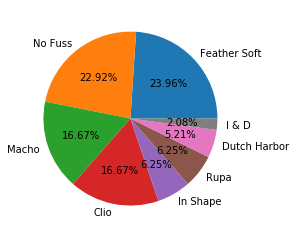 No Fuss
Feather Soft
22.92%
23.96%
2.08%
I & D
5.21%
Macho
16.67%
Dutch Harbor
6.25%
6.25%
16.67%
Rupa
In Shape
Clio